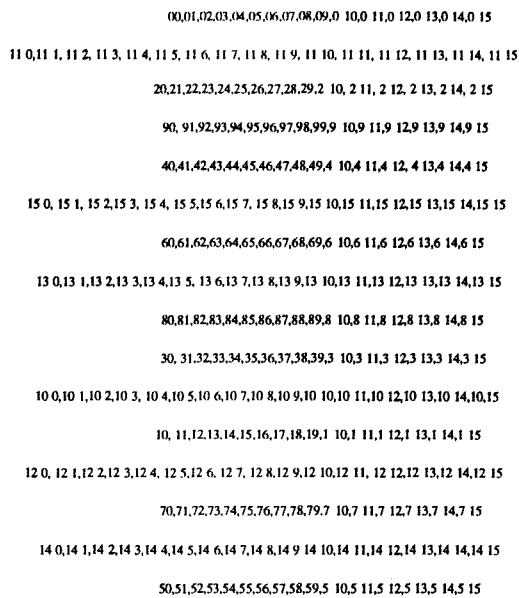 00,01,02,03,04,05,06,07,08,09,0 10,0 11,0 12,0 13,0 14,0 15
11 0,11 1, 11 2, 11 3, 11 4, 11 5, 11 6, 11 7, 11 8, 11 9, 11 10, 11 11, 11 12, 11 13, 11 14, 11 15
20,21,22,23,24,25,26,27,28,29,2 10, 2 11, 2 12, 2 13, 2 14, 2 15
90, 91,92,93,94,95,96,97,98,99,9 10,9 11,9 12,9 13,9 14,9 15
40,41,42,43,44,45,46,47,48,49,4 10,4 11,4 12, 4 13,4 14,4 15
15 0, 15 1, 15 2,15 3, 15 4, 15 5,15 6,15 7, 15 8,15 9,15 10,15 11,15 12,15 13,15 14,15 15
60,61,62,63,64,65,66,67,68,69,6 10,6 11,6 12,6 13,6 14,6 15
13 0,13 1,13 2,13 3,13 4,13 5, 13 6,13 7,13 8,13 9,13 10,13 11,13 12,13 13,13 14,13 15
80,81,82,83,84,85,86,87,88,89,8 10,8 11,8 12,8 13,8 14,8 15
30, 31,32,33,34,35,36,37,38,39,3 10,3 11,3 12,3 13,3 14,3 15
10 0,10 1,10 2,10 3, 10 4,10 5,10 6,10 7,10 8,10 9,10 10,10 11,10 12,10 13,10 14,10,15
10, 11,12,13,14,15,16,17,18,19,1 10,1 11,1 12,1 13,1 14,1 15
12 0, 12 1,12 2,12 3,12 4, 12 5,12 6, 12 7, 12 8,12 9,12 10,12 11, 12 12,12 13,12 14,12 15
70,71,72,73,74,75,76,77,78,79,7 10,7 11,7 12,7 13,7 14,7 15
14 0,14 1,14 2,14 3,14 4,14 5,14 6,14 7,14 8,14 9 14 10,14 11,14 12,14 13,14 14,14 15
50,51,52,53,54,55,56,57,58,59,5 10,5 11,5 12,5 13,5 14,5 15